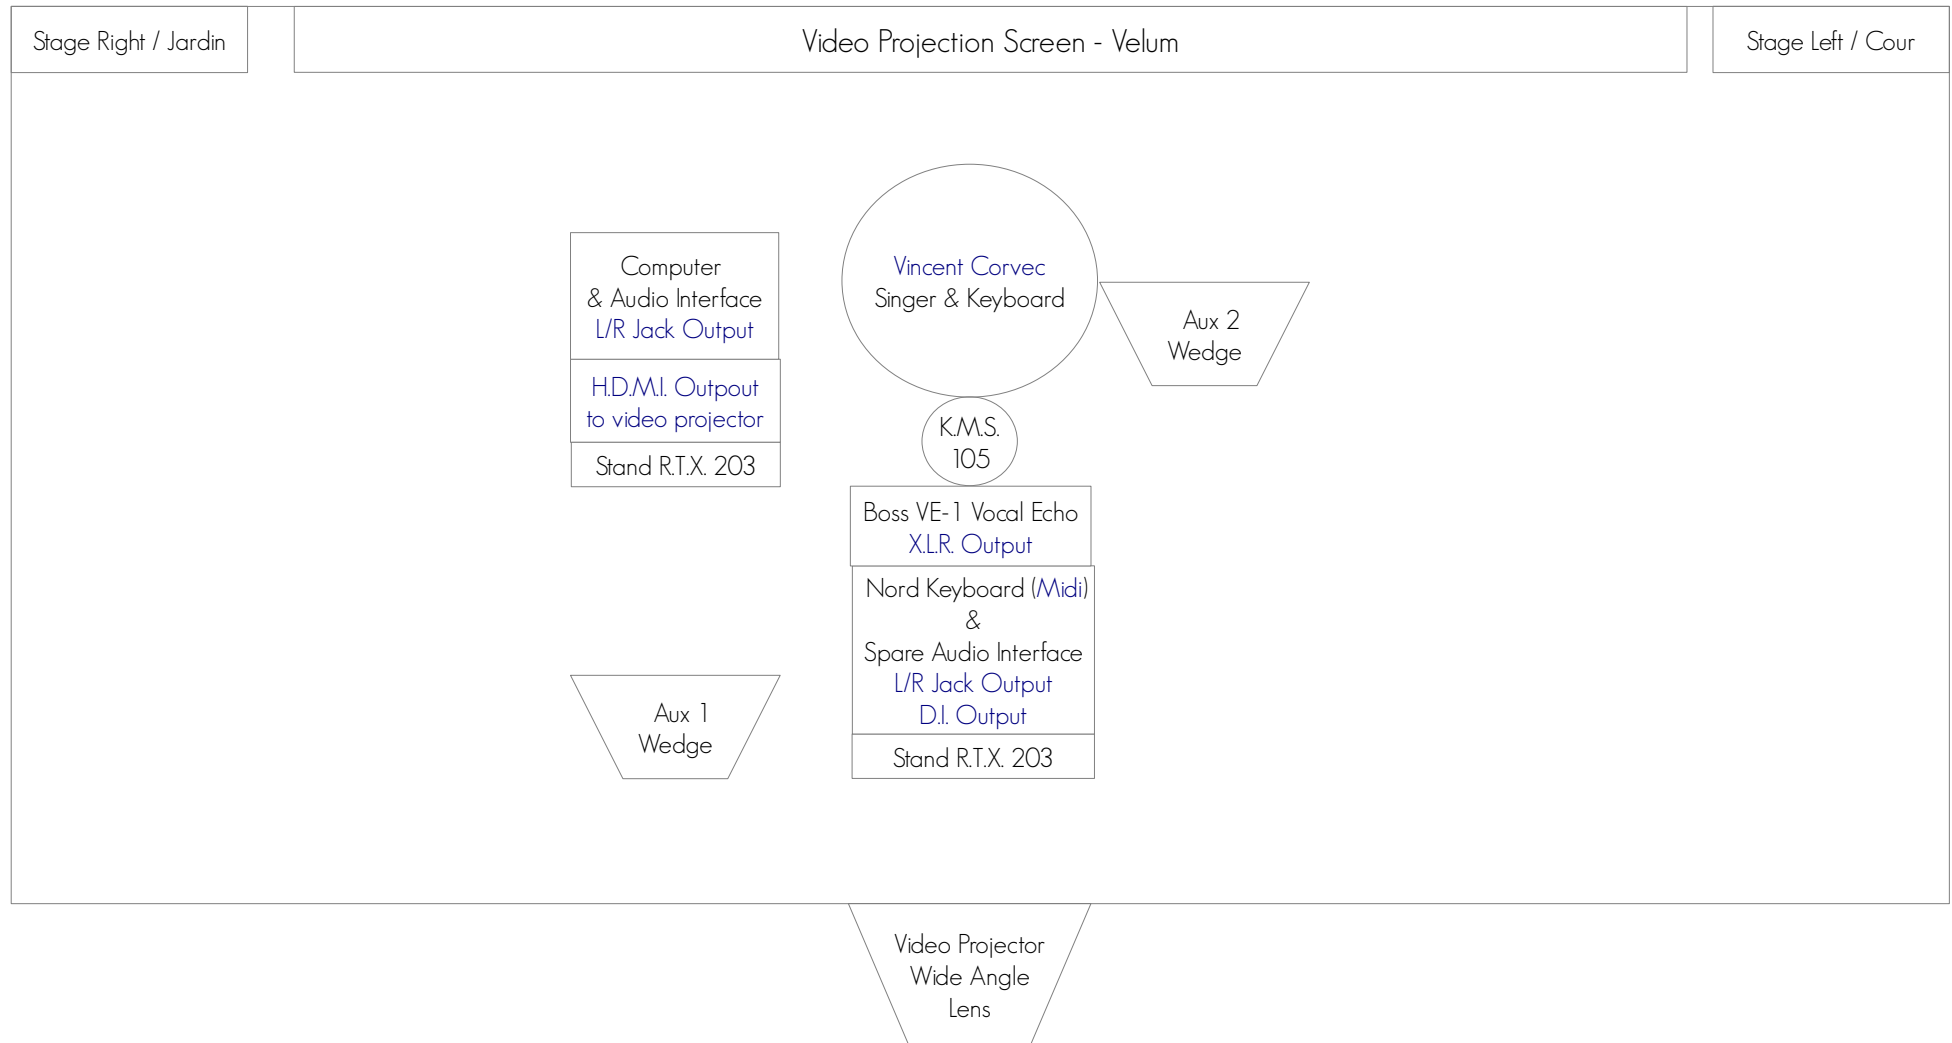 Stage Right / Jardin
Video Projection Screen - Velum
Stage Left / Cour
Computer
& Audio Interface
L/R Jack Output
H.D.M.I. Outpout
to video projector
Stand R.T.X. 203
Vincent Corvec
Singer & Keyboard
Aux 2
Wedge
K.M.S.
105
Boss VE-1 Vocal Echo
X.L.R. Output
Nord Keyboard (Midi)
&
Spare Audio Interface
L/R Jack Output
D.I. Output
Stand R.T.X. 203
Aux 1
Wedge
Video Projector
Wide Angle
Lens